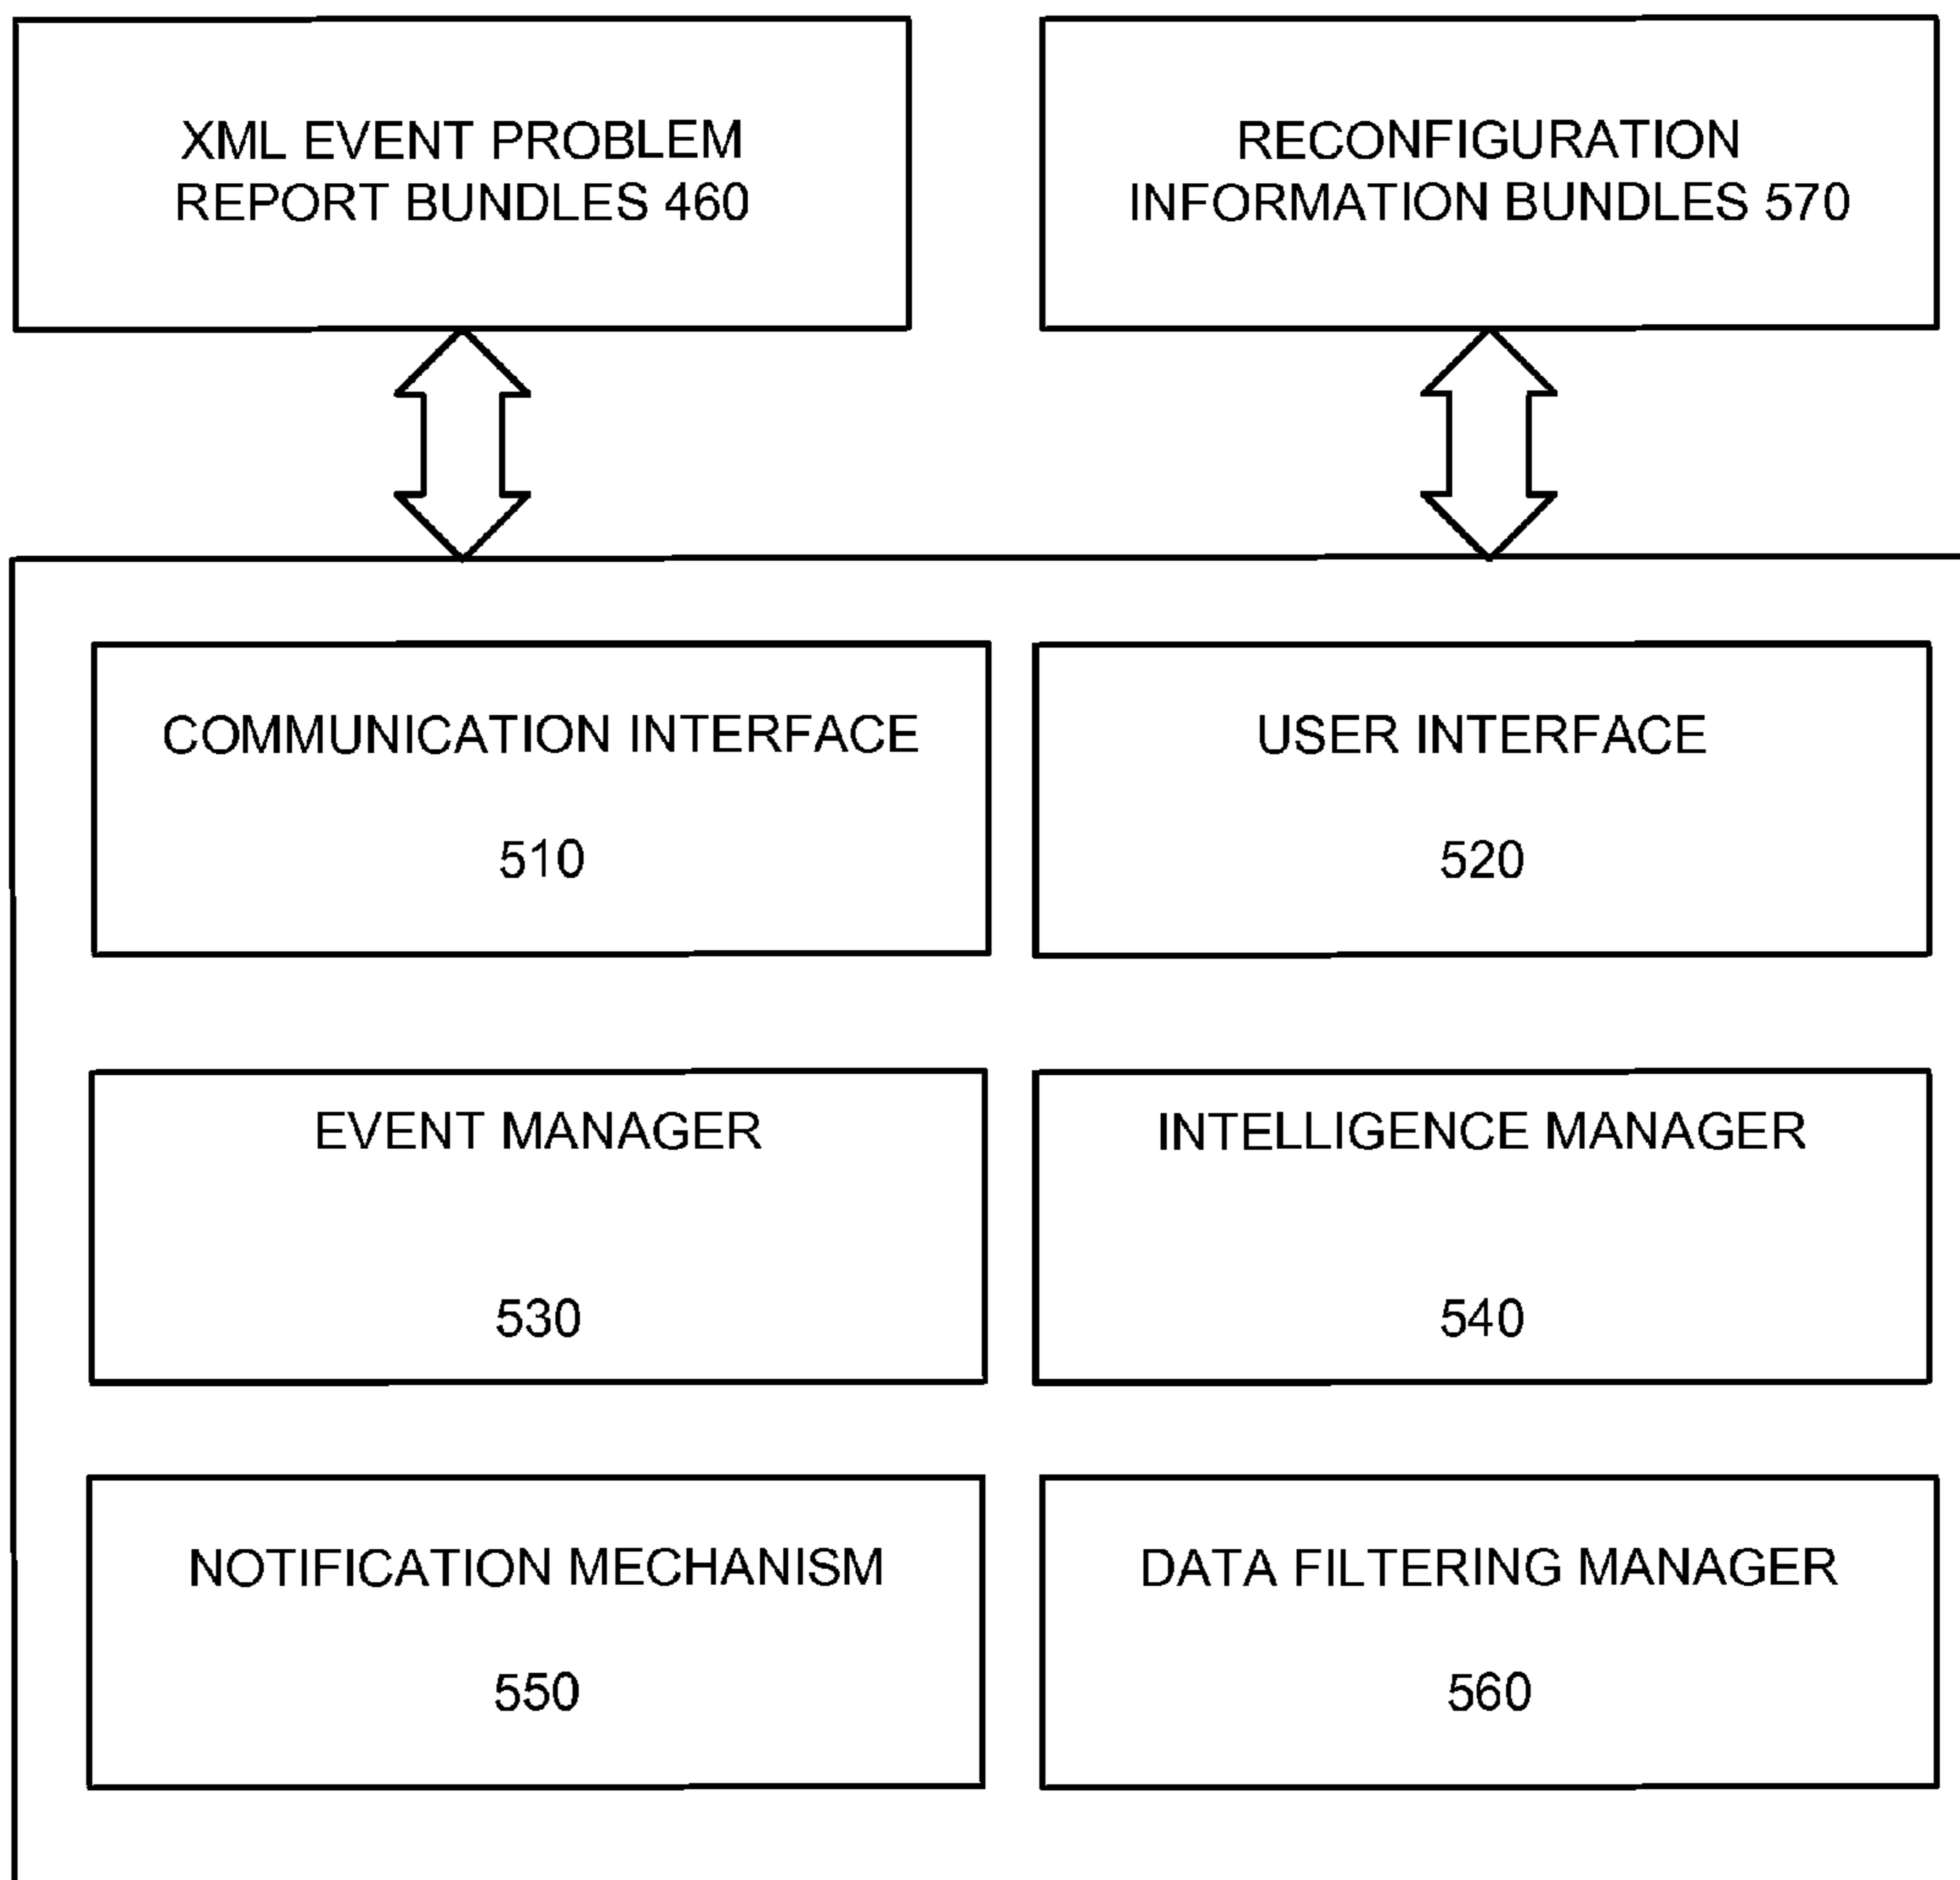 XML EVENT PROBLEM
REPORT BUNDLES 460
RECONFIGURATION
INFORMATION BUNDLES 570
COMMUNICATION INTERFACE
510
USER INTERFACE
520
EVENT MANAGER
530
INTELLIGENCE MANAGER
540
NOTIFICATION MECHANISM
550
DATA FILTERING MANAGER
560